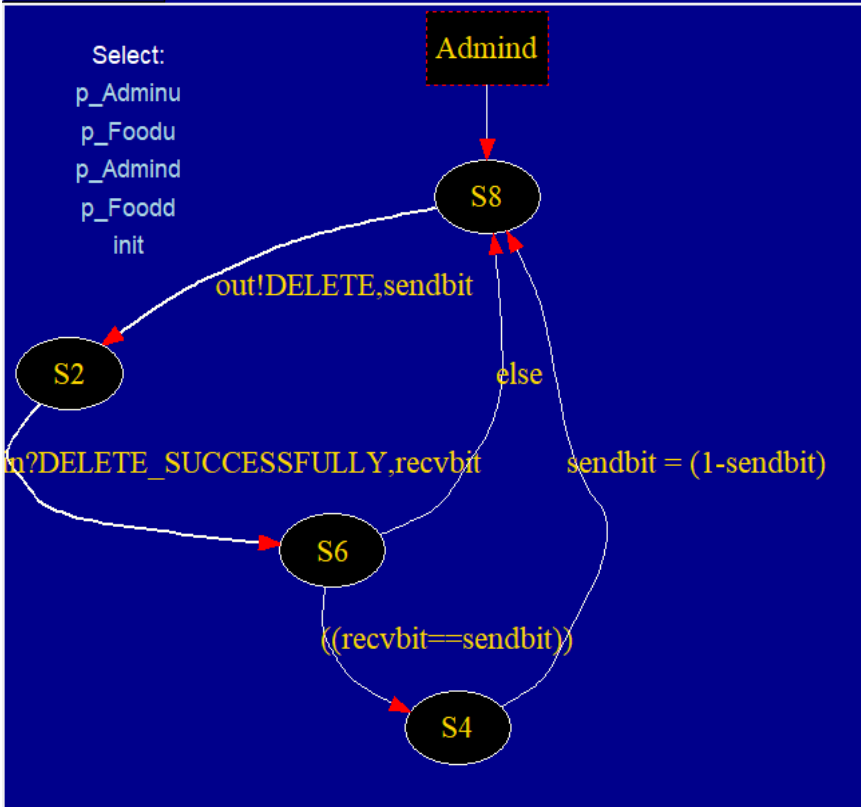 Select:
p_Adminu
p_Foodu
p_Admind
p_Foodd
init
Admind
S8
out!DELETE,sendbit
S2
else
in?DELETE_SUCCESSFULLY,recvbit
sendbit = (1-sendbit)
S6
((recvbit==sendbit))
S4